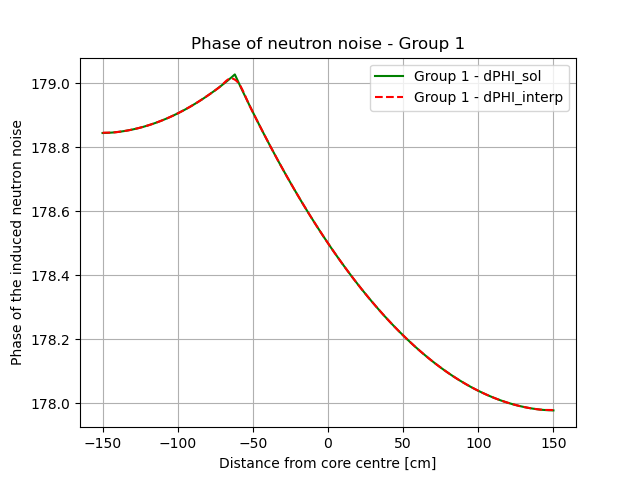 Phase of neutron noise - Group 1
Group 1 - dPHI_sol
Group 1 - dPHI_interp
Phase of the induced neutron noise
179.0
178.8
178.6
178.4
178.2
178.0
−150
−100
−50
0
50
100
150
Distance from core centre [cm]